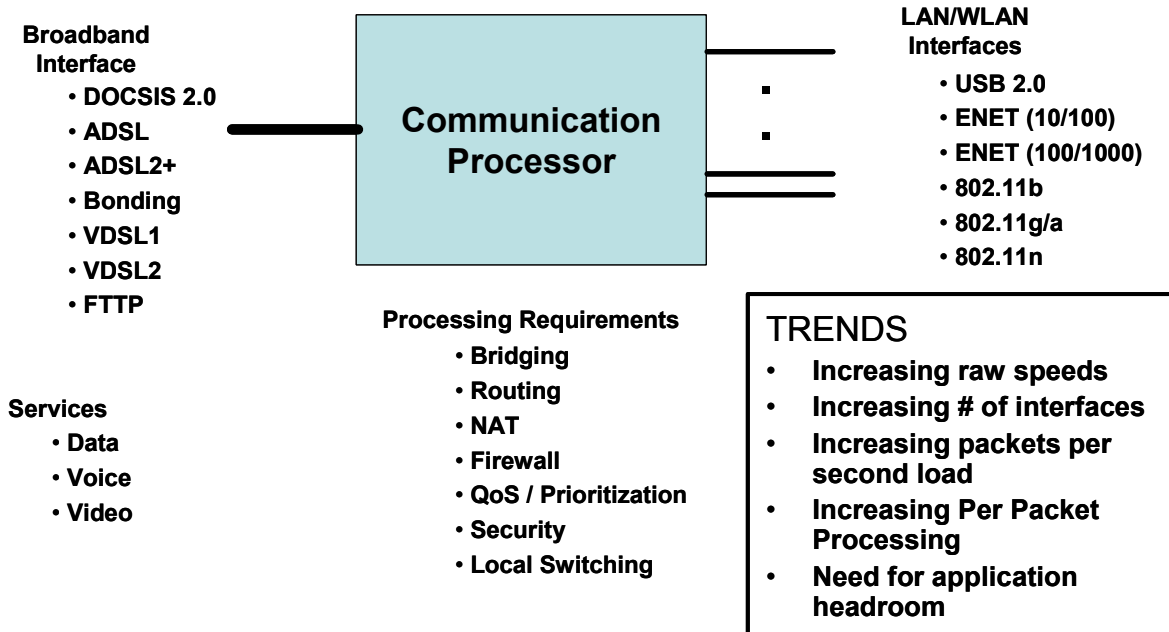 Broadband
Interface
• DOCSIS 2.0
• ADSL
• ADSL2+
• Bonding
• VDSL1
• VDSL2
• FTTP
Services
• Data
• Voice
• Video
Communication
Processor
Processing Requirements
• Bridging
• Routing
• NAT
• Firewall
• QoS / Prioritization
• Security
• Local Switching
LAN/WLAN
Interfaces
• USB 2.0
• ENET (10/100)
• ENET (100/1000)
• 802.11b
• 802.11g/a
• 802.11n
TRENDS
• Increasing raw speeds
• Increasing # of interfaces
• Increasing packets per
second load
• Increasing Per Packet
Processing
• Need for application
headroom